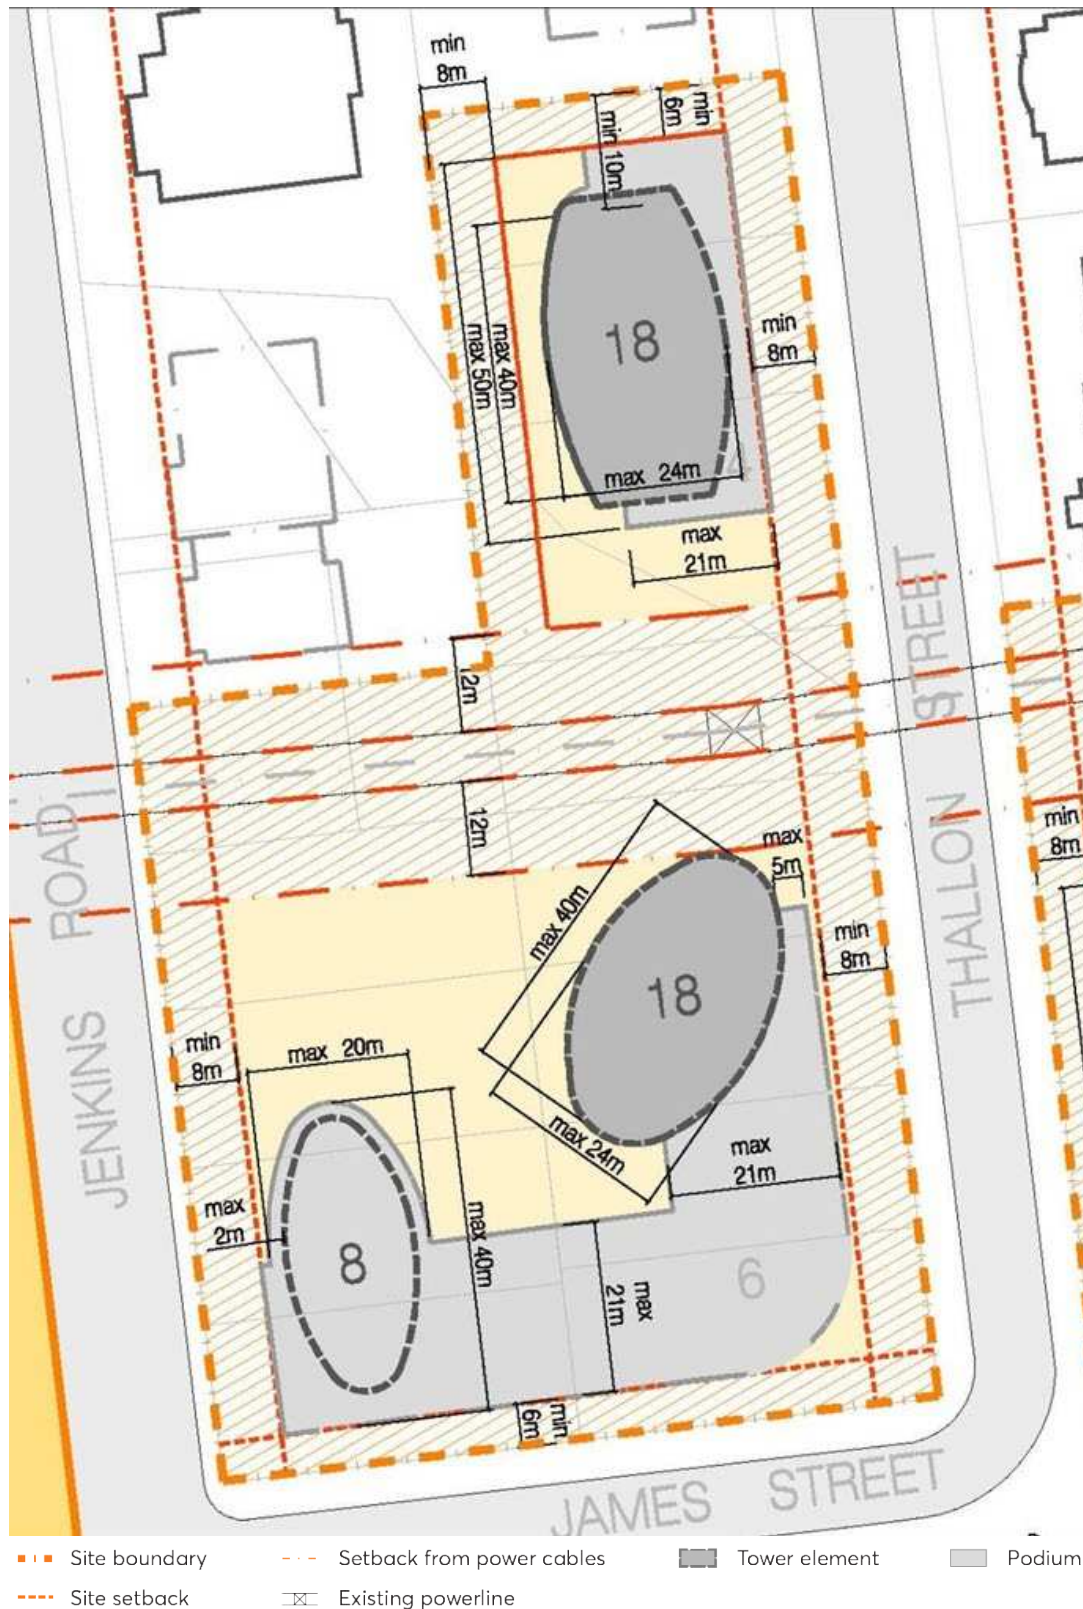 min
8m
min
6m
min 10m
18
max 40m
max 50m
min
8m
max 24m
4
max
21m
12m
STREET
12m
ROAD
max
5m
min
8m
max 40m
min
8m
18
THALLON
JENKINS
min
8m
max 20m
max 24m
max
21m
max
2m
8
max 40m
max
21m
6
min
6m
JAMES STREET
Site boundary
Setback from power cables
Tower element
Podium
Site setback
Existing powerline